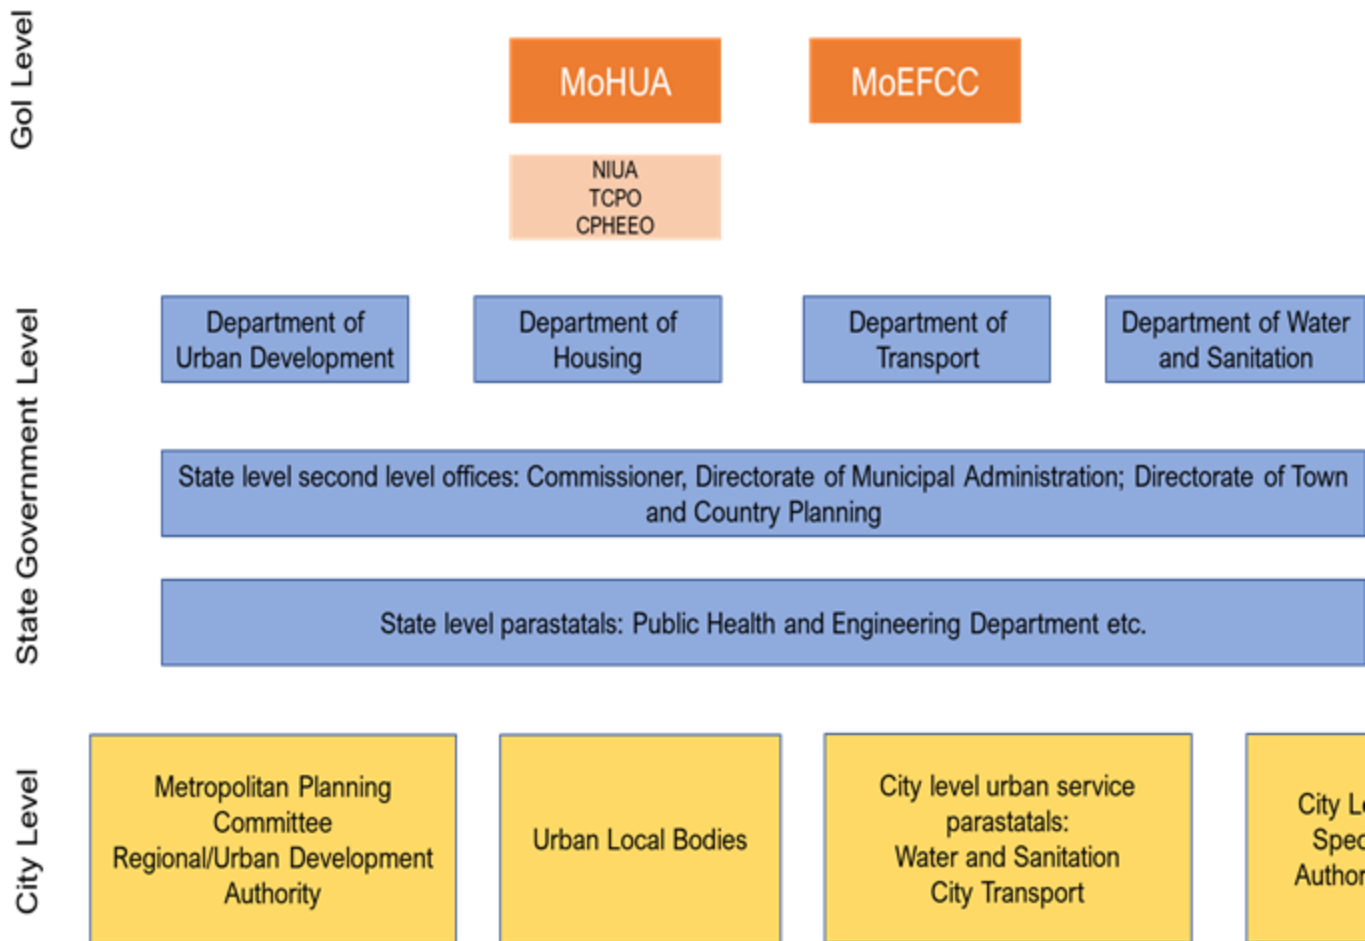 GoI Level
MoHUA
MoEFCC
NIUA
TCPO
CPHEEO
State Government Level
Department of
Urban Development
Department of
Housing
Department of
Transport
Department of Water
and Sanitation
State level second level offices: Commissioner, Directorate of Municipal Administration; Directorate of Town
and Country Planning
State level parastatals: Public Health and Engineering Department etc.
City Level
Metropolitan Planning
Committee
Regional/Urban Development
Authority
Urban Local Bodies
City level urban service
parastatals:
Water and Sanitation
City Transport
City